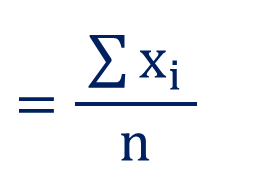 = ∑ xᵢ / n